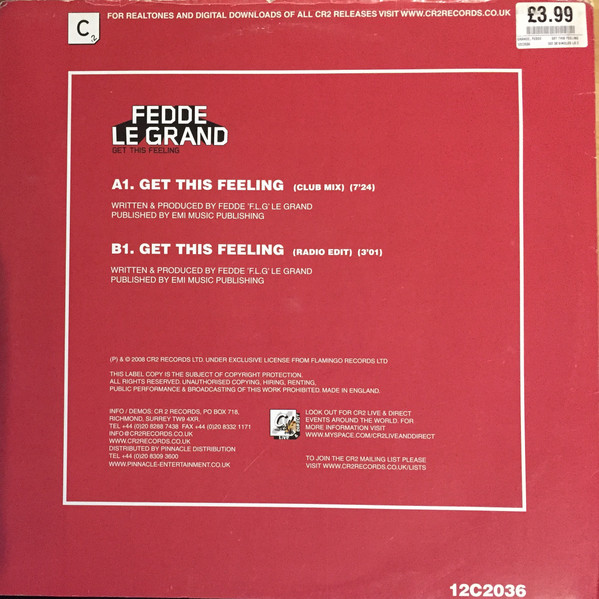 C2
FOR REALTONES AND DIGITAL DOWNLOADS OF ALL CR2 RELEASES VISIT WWW.CR2RECORDS.CO.UK
£3.99
FEDDE
LE GRAND
GET THIS FEELING
A1. GET THIS FEELING (CLUB MIX) (7'24)
WRITTEN & PRODUCED BY FEDDE 'F.L.G' LE GRAND
PUBLISHED BY EMI MUSIC PUBLISHING
B1. GET THIS FEELING (RADIO EDIT) (3'01)
WRITTEN & PRODUCED BY FEDDE 'F.L.G' LE GRAND
PUBLISHED BY EMI MUSIC PUBLISHING
(P) & © 2008 CR2 RECORDS LTD. UNDER EXCLUSIVE LICENSE FROM FLAMINGO RECORDS LTD
THIS LABEL COPY IS THE SUBJECT OF COPYRIGHT PROTECTION.
ALL RIGHTS RESERVED. UNAUTHORISED COPYING, HIRING, RENTING,
PUBLIC PERFORMANCE & BROADCASTING OF THIS WORK PROHIBITED. MADE IN ENGLAND.
INFO / DEMOS: CR 2 RECORDS, PO BOX 718,
RICHMOND, SURREY TW9 4XR.
TEL +44 (0)20 8288 7438 FAX +44 (0)20 8332 1171
INFO@CR2RECORDS.CO.UK
WWW.CR2RECORDS.CO.UK
DISTRIBUTED BY PINNACLE DISTRIBUTION
TEL +44 (0)20 8309 3600
WWW.PINNACLE-ENTERTAINMENT.CO.UK
LIVE
LOOK OUT FOR CR2 LIVE & DIRECT
EVENTS AROUND THE WORLD. FOR
MORE INFORMATION VISIT
WWW.MYSPACE.COM/CR2LIVEANDDIRECT
TO JOIN THE CR2 MAILING LIST PLEASE
VISIT WWW.CR2RECORDS.CO.UK/LISTS
12C2036